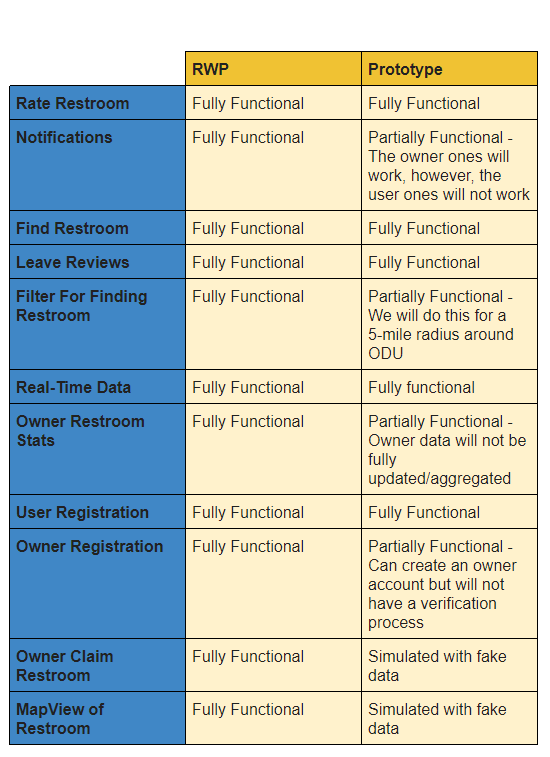 RWP Prototype
Rate Restroom Fully Functional Fully Functional
Notifications Fully Functional Partially Functional -
The owner ones will
work, however, the
user ones will not work
Find Restroom Fully Functional Fully Functional
Leave Reviews Fully Functional Fully Functional
Filter For Finding Fully Functional Partially Functional -
Restroom We will do this for a
5-mile radius around
ODU
Real-Time Data Fully Functional Fully functional
Owner Restroom Fully Functional Partially Functional -
Stats Owner data will not be
fully
updated/aggregated
User Registration Fully Functional Fully Functional
Owner Registration Fully Functional Partially Functional -
Can create an owner
account but will not
have a verification
process
Owner Claim Fully Functional Simulated with fake
Restroom data
MapView of Fully Functional Simulated with fake
Restroom data